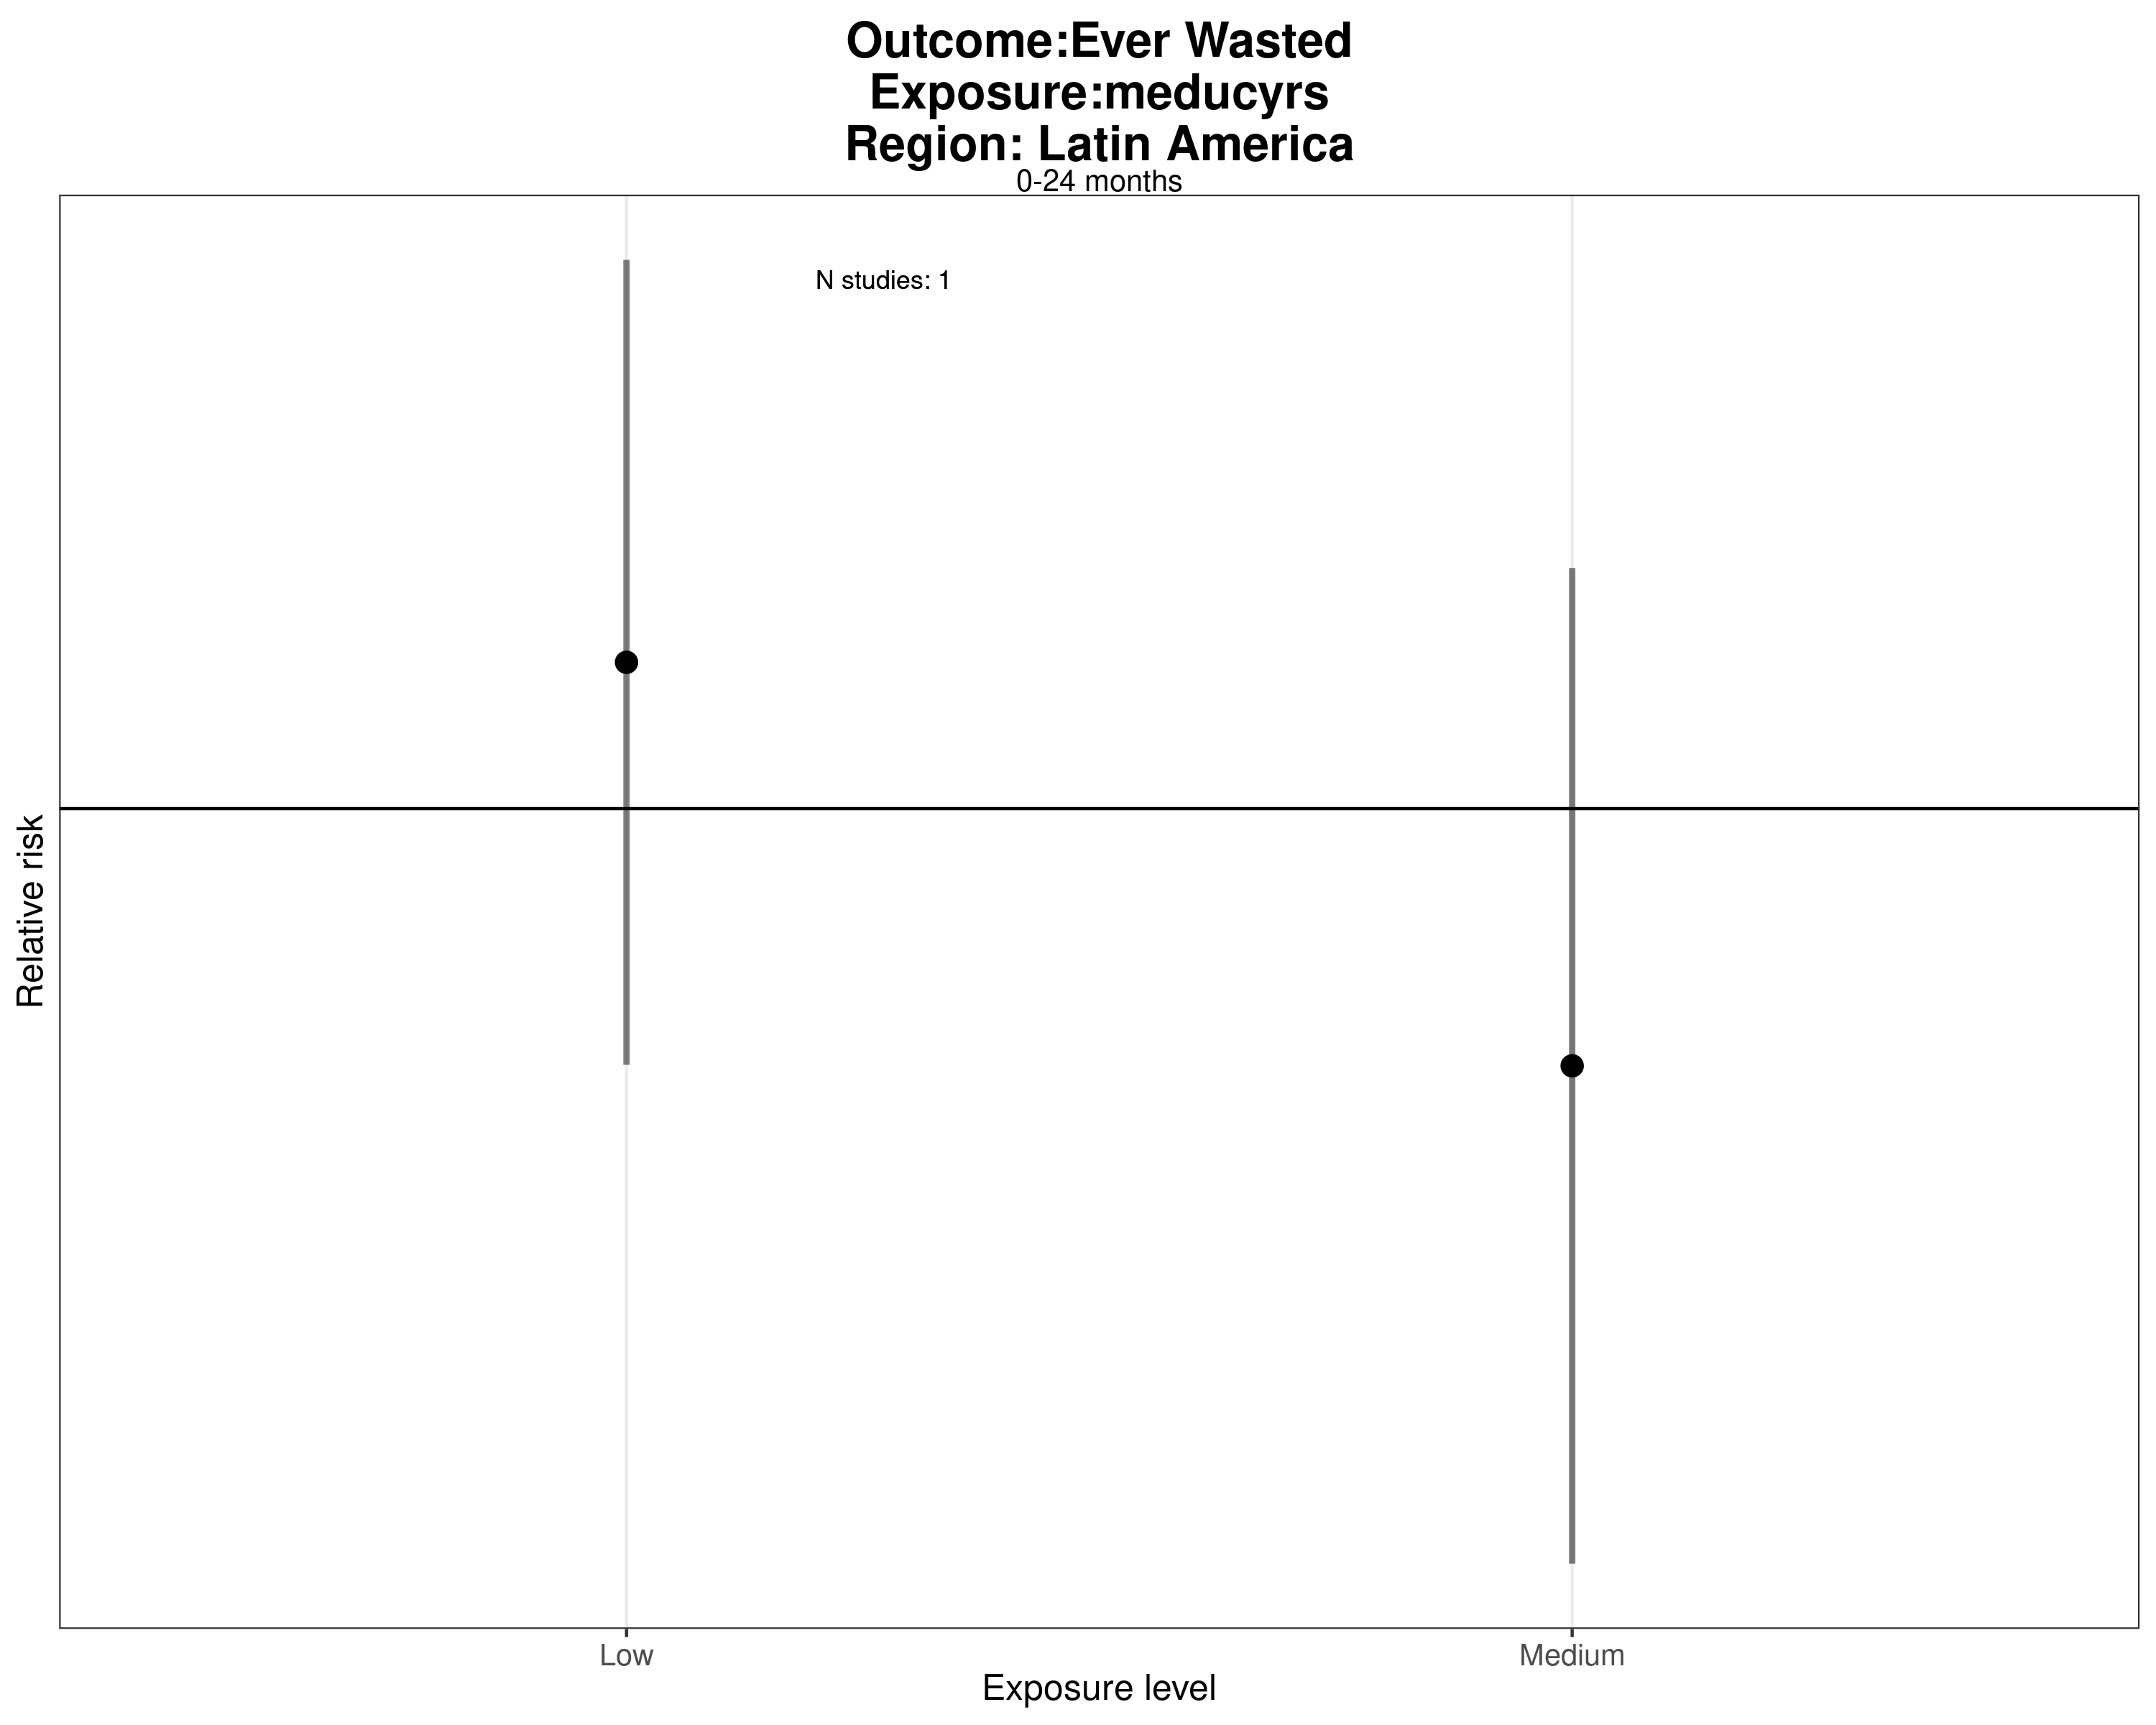 Outcome:Ever Wasted
Exposure:meducyrs
Region: Latin America
0-24 months
N studies: 1
Relative risk
Low
Medium
Exposure level